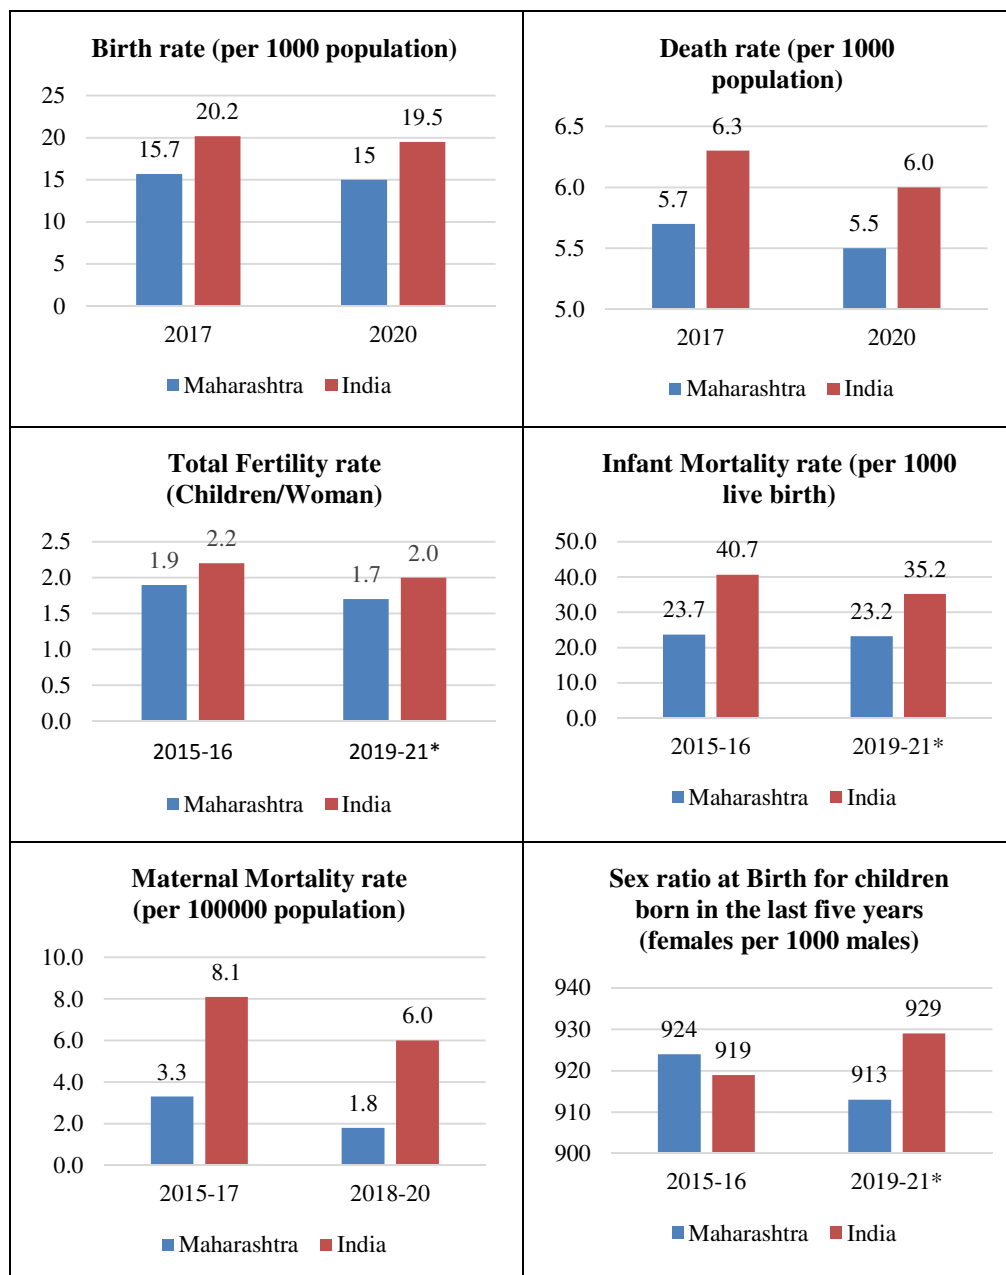 Birth rate (per 1000 population)
25
20
15
10
5
0
15.7
20.2
15
19.5
2017
2020
Maharashtra
India
Death rate (per 1000
population)
6.5
6.0
5.5
5.0
5.7
6.3
5.5
6.0
2017
2020
Maharashtra
India
Total Fertility rate
(Children/Woman)
2.5
2.0
1.5
1.0
0.5
0.0
1.9
2.2
1.7
2.0
2015-16
2019-21*
Maharashtra
India
Infant Mortality rate (per 1000
live birth)
50.0
40.0
30.0
20.0
10.0
0.0
23.7
40.7
23.2
35.2
2015-16
2019-21*
Maharashtra
India
Maternal Mortality rate
(per 100000 population)
10.0
8.0
6.0
4.0
2.0
0.0
3.3
8.1
1.8
6.0
2015-17
2018-20
Maharashtra
India
Sex ratio at Birth for children
born in the last five years
(females per 1000 males)
940
930
920
910
900
924
919
913
929
2015-16
2019-21*
Maharashtra
India